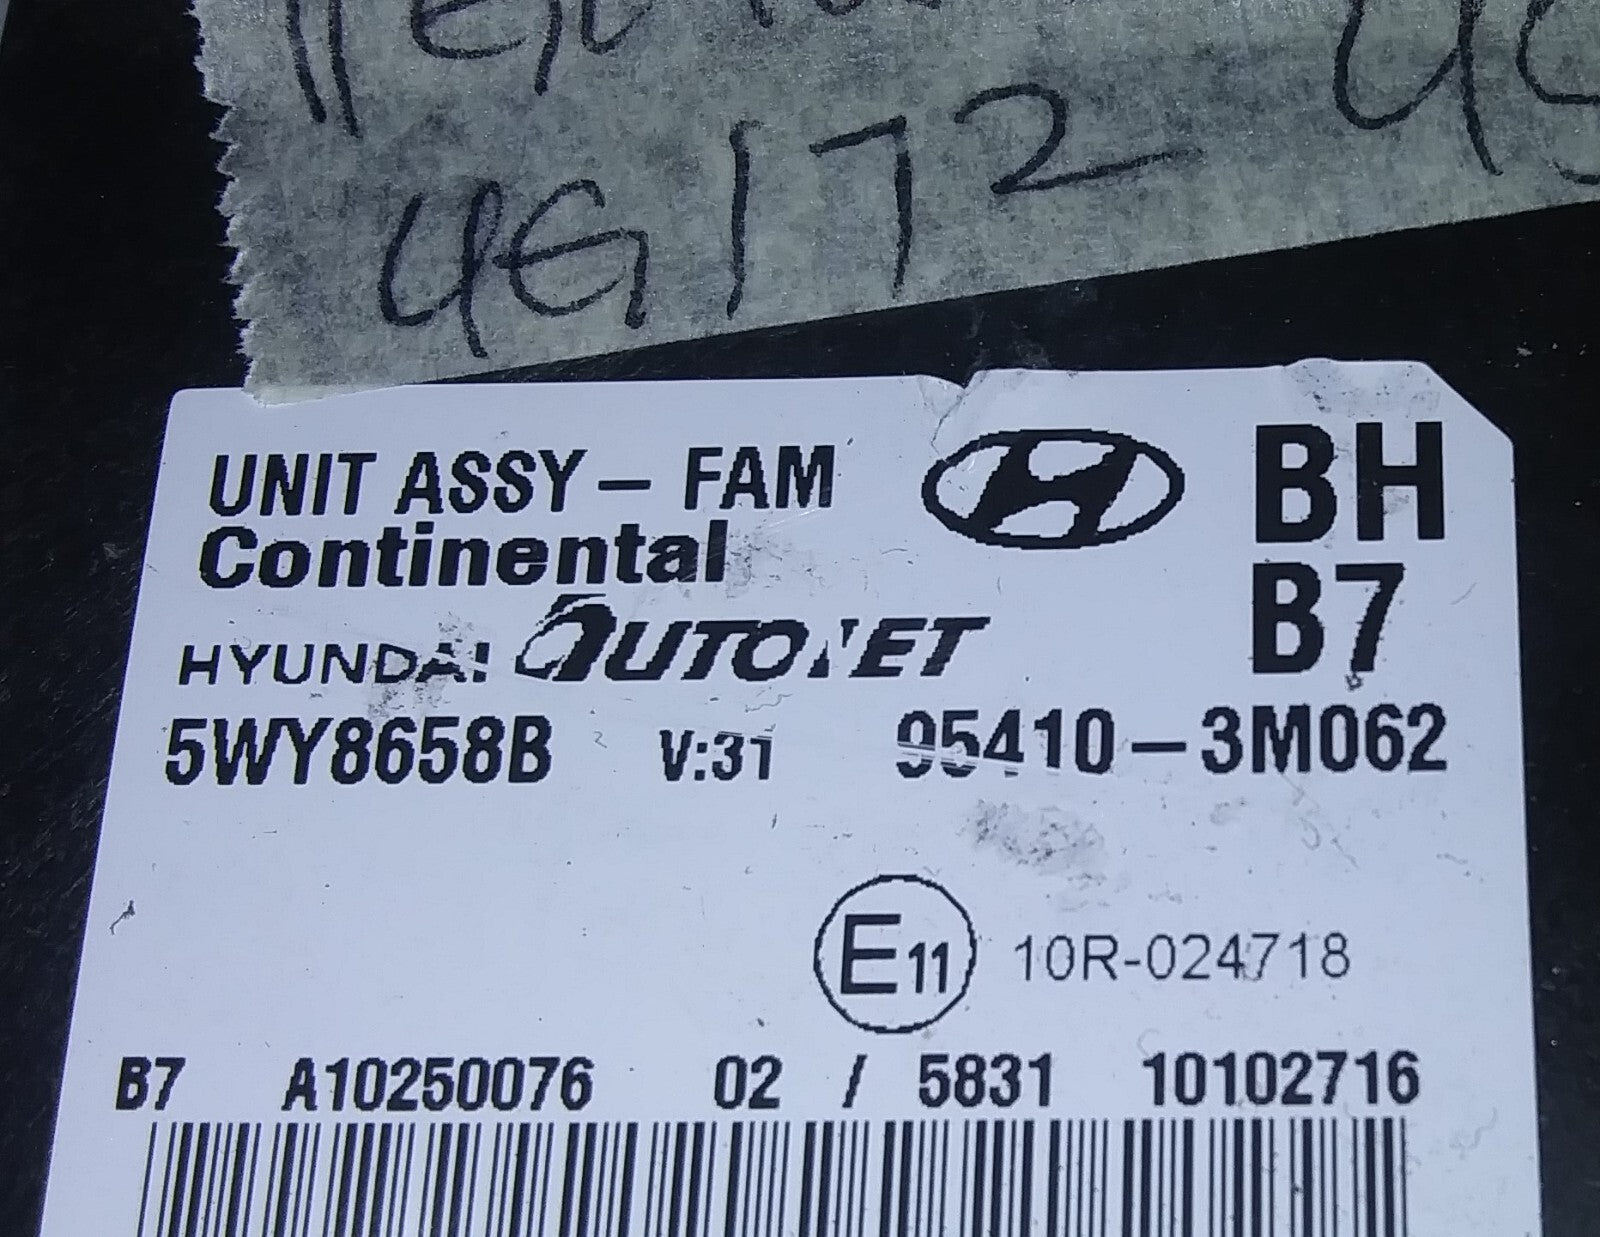 4G172
UNIT ASSY – FAM
BH
Continental
B7
HYUNDAI AUTONET
5WY8658B V:31 95410–3M062
E11 10R-024718
B7 A10250076 02 / 5831 10102716